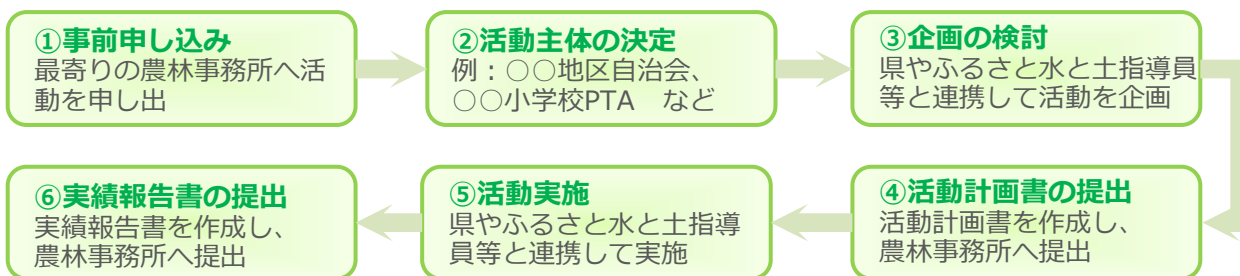 ①事前申し込み
最寄りの農林事務所へ活
動を申し出
②活動主体の決定
例：○○地区自治会、
○○小学校PTA　など
③企画の検討
県やふるさと水と土指導員
等と連携して活動を企画
④活動計画書の提出
活動計画書を作成し、
農林事務所へ提出
⑤活動実施
県やふるさと水と土指導
員等と連携して実施
⑥実績報告書の提出
実績報告書を作成し、
農林事務所へ提出